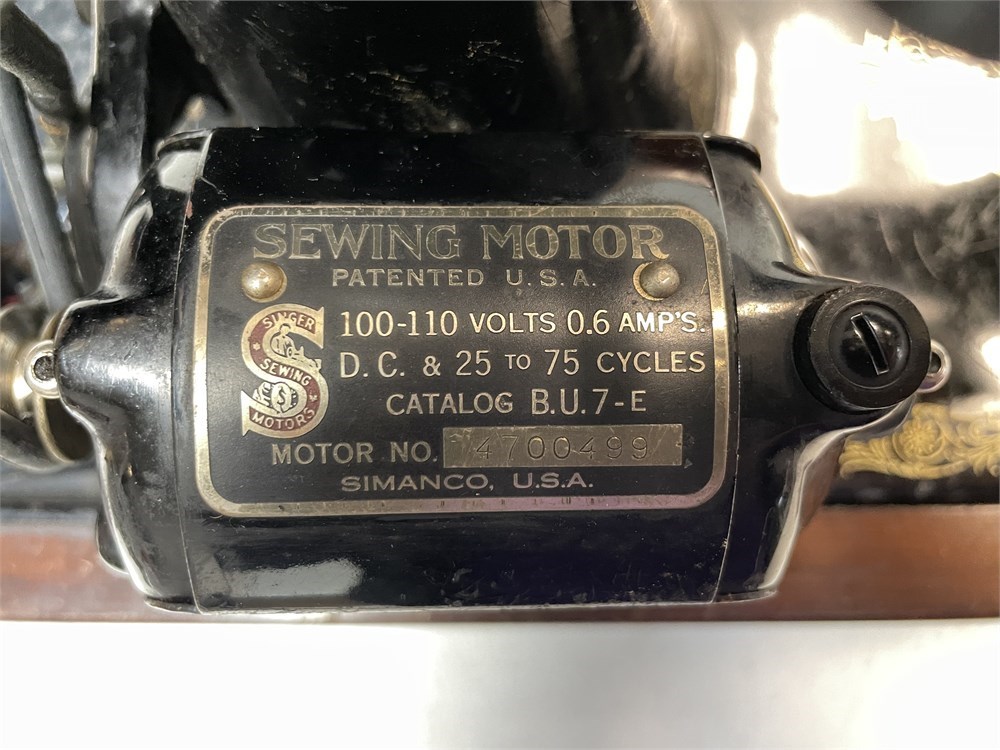 SEWING MOTOR
PATENTED U.S.A.
SINGER
SEWING
MOTORS
100-110 VOLTS 0.6 AMP'S.
D.C. & 25 TO 75 CYCLES
CATALOG B.U.7-E
MOTOR NO. 4700499
SIMANCO, U.S.A.